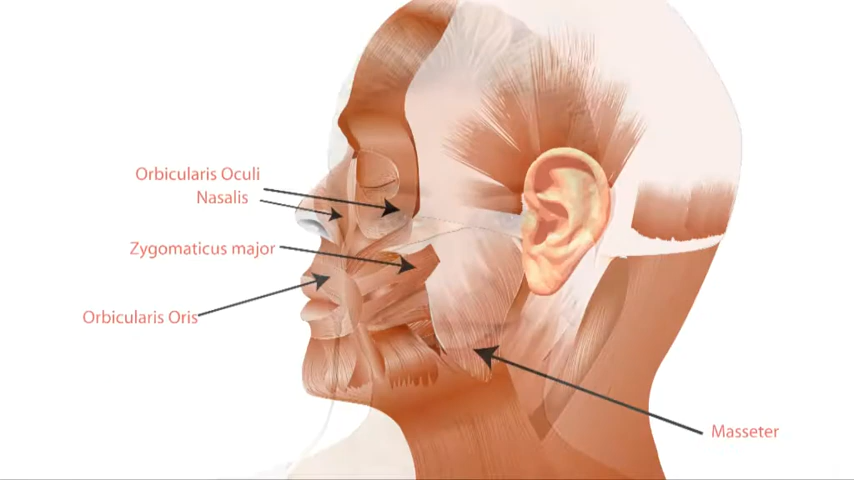 Orbicularis Oculi
Nasalis
Zygomaticus major
Orbicularis Oris
Masseter